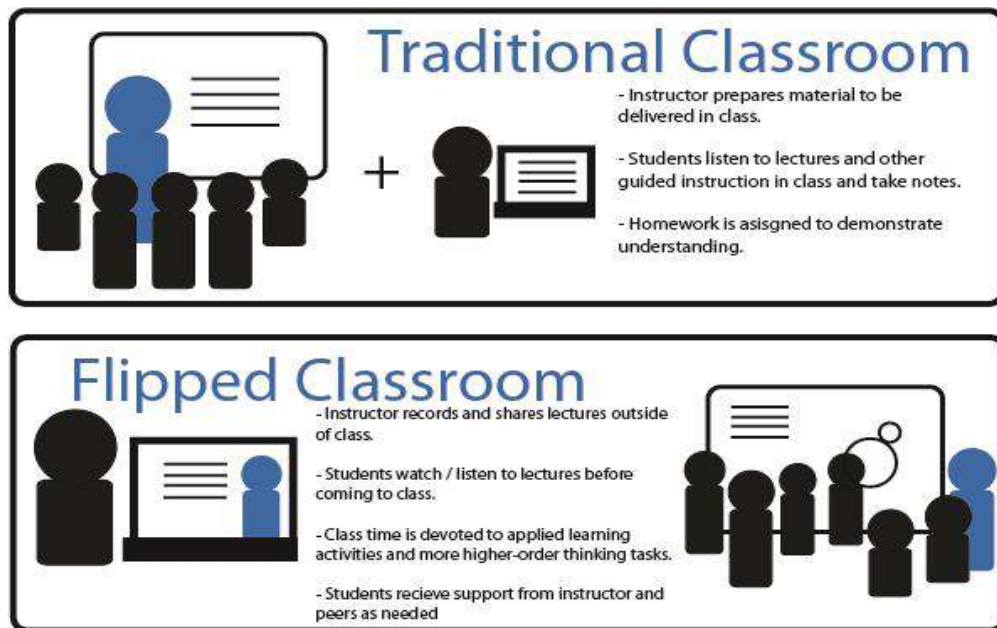 Traditional Classroom
- Instructor prepares material to be
delivered in class.
- Students listen to lectures and other
guided instruction in class and take notes.
- Homework is asisgned to demonstrate
understanding.
Flipped Classroom
- Instructor records and shares lectures outside
of class.
- Students watch / listen to lectures before
coming to class.
- Class time is devoted to applied learning
activities and more higher-order thinking tasks.
- Students recieve support from instructor and
peers as needed